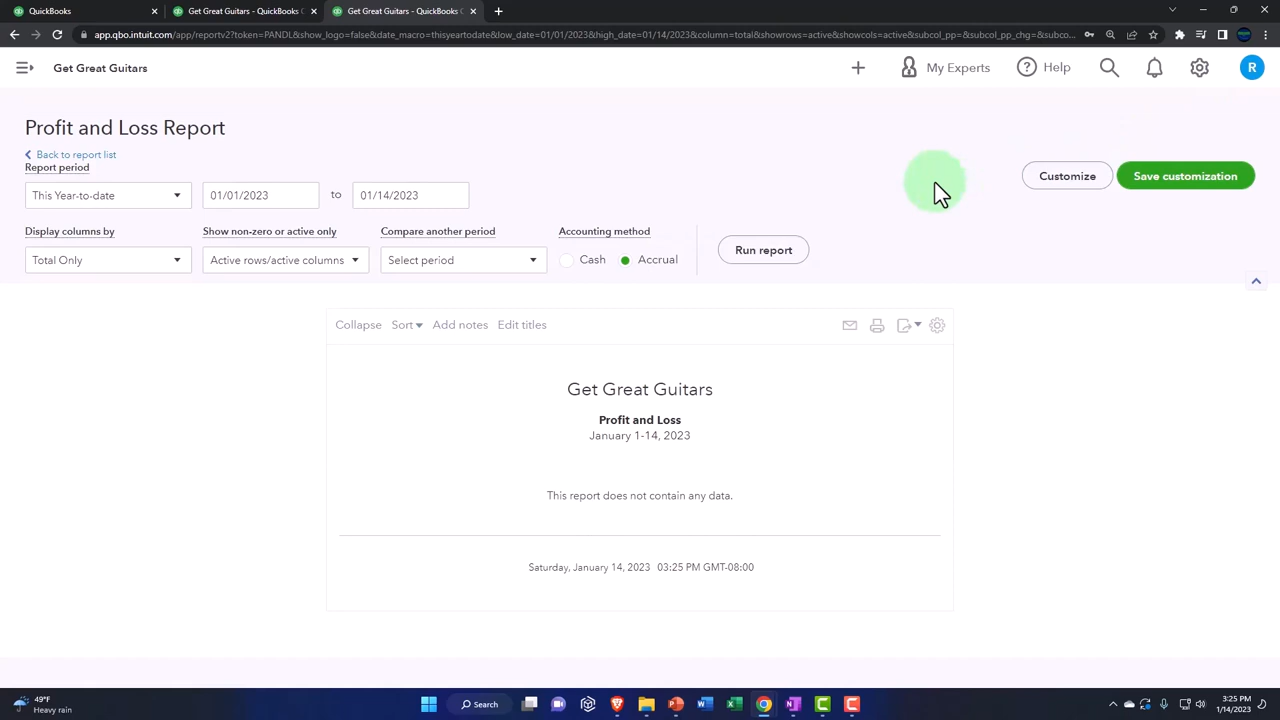 Get Great Guitars - QuickBooks
Get Great Guitars - QuickBooks
app.qbo.intuit.com/app/reportv2?token=PANDL&show_logo=false&date_macro=thisyeartodate&low_date=01/01/2023&high_date=01/14/2023&column=total&showrows=active&showcols=active&subcol_pp=&subcol_pp_chg=&subc...
Get Great Guitars
My Experts
Help
R
Profit and Loss Report
Back to report list
Report period
This Year-to-date
01/01/2023
to
01/14/2023
Customize
Save customization
Display columns by
Show non-zero or active only
Compare another period
Accounting method
Total Only
Active rows/active columns
Select period
Cash
Accrual
Run report
Collapse
Sort
Add notes
Edit titles
Get Great Guitars
Profit and Loss
January 1-14, 2023
This report does not contain any data.
Saturday, January 14, 2023 03:25 PM GMT-08:00
49°F
Heavy rain
Search
3:25 PM
1/14/2023